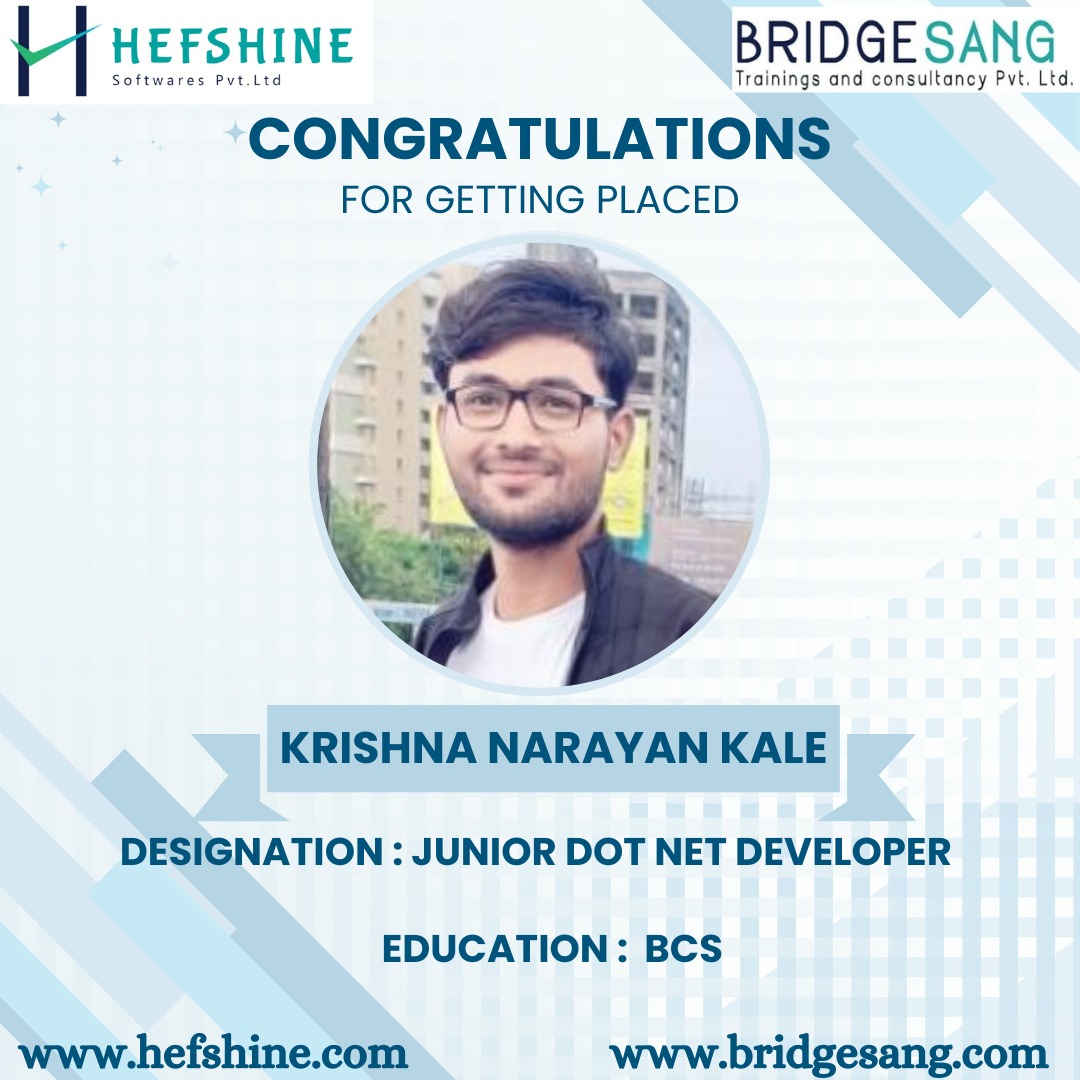 HEFSHINE
Softwares Pvt.Ltd
BRIDGESANG
Trainings and consultancy Pvt. Ltd.
CONGRATULATIONS
FOR GETTING PLACED
KRISHNA NARAYAN KALE
DESIGNATION : JUNIOR DOT NET DEVELOPER
EDUCATION : BCS
www.hefshine.com
www.bridgesang.com